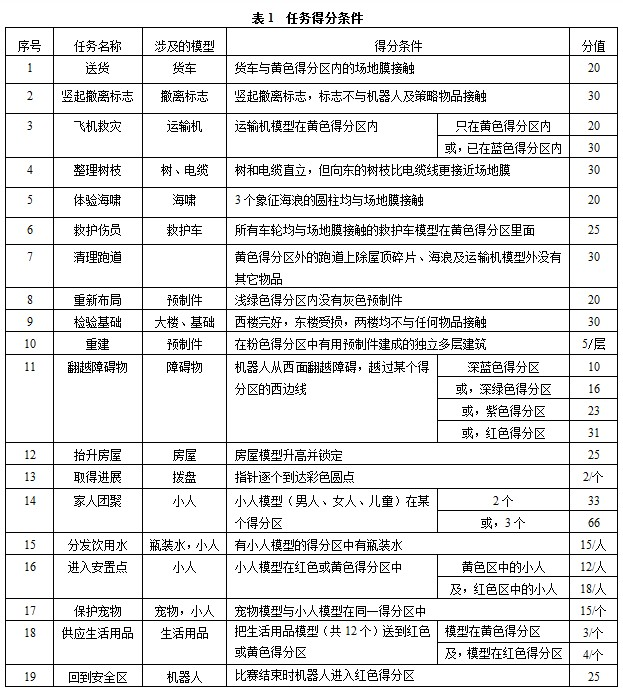 表1 任务得分条件
序号 任务名称 涉及的模型 得分条件 分值
1 送货 货车 货车与黄色得分区内的场地膜接触 20
2 竖起撤离标志 撤离标志 竖起撤离标志，标志不与机器人及策略物品接触 30
3 飞机救灾 运输机 运输机模型在黄色得分区内 只在黄色得分区内 20
或，已在蓝色得分区内 30
4 整理树枝 树、电缆 树和电缆直立，但向东的树枝比电缆线更接近场地膜 30
5 体验海啸 海啸 3个象征海浪的圆柱均与场地膜接触 20
6 救护伤员 救护车 所有车轮均与场地膜接触的救护车模型在黄色得分区里面 25
7 清理跑道 黄色得分区外的跑道上除屋顶碎片、海浪及运输机模型外没有 30
其它物品
8 重新布局 预制件 浅绿色得分区内没有灰色预制件 20
9 检验基础 大楼、基础 西楼完好，东楼受损，两楼均不与任何物品接触 30
10 重建 预制件 在粉色得分区中有用预制件建成的独立多层建筑 5/层
11 翻越障碍物 障碍物 机器人从西面翻越障碍，越过某个得 深蓝色得分区 10
分区的西边线 或，深绿色得分区 16
或，紫色得分区 23
或，红色得分区 31
12 抬升房屋 房屋 房屋模型升高并锁定 25
13 取得进展 拨盘 指针逐个到达彩色圆点 2/个
14 家人团聚 小人 小人模型（男人、女人、儿童）在某 2个 33
个得分区 或，3个 66
15 分发饮用水 瓶装水，小人 有小人模型的得分区中有瓶装水 15/人
16 进入安置点 小人 小人模型在红色或黄色得分区中 黄色区中的小人 12/人
及，红色区中的小人 18/人
17 保护宠物 宠物，小人 宠物模型与小人模型在同一得分区中 15/个
18 供应生活用品 生活用品 把生活用品模型（共12个）送到红色 模型在黄色得分区 3/个
或黄色得分区 及，模型在红色得分区 4/个
19 回到安全区 机器人 比赛结束时机器人进入红色得分区 25